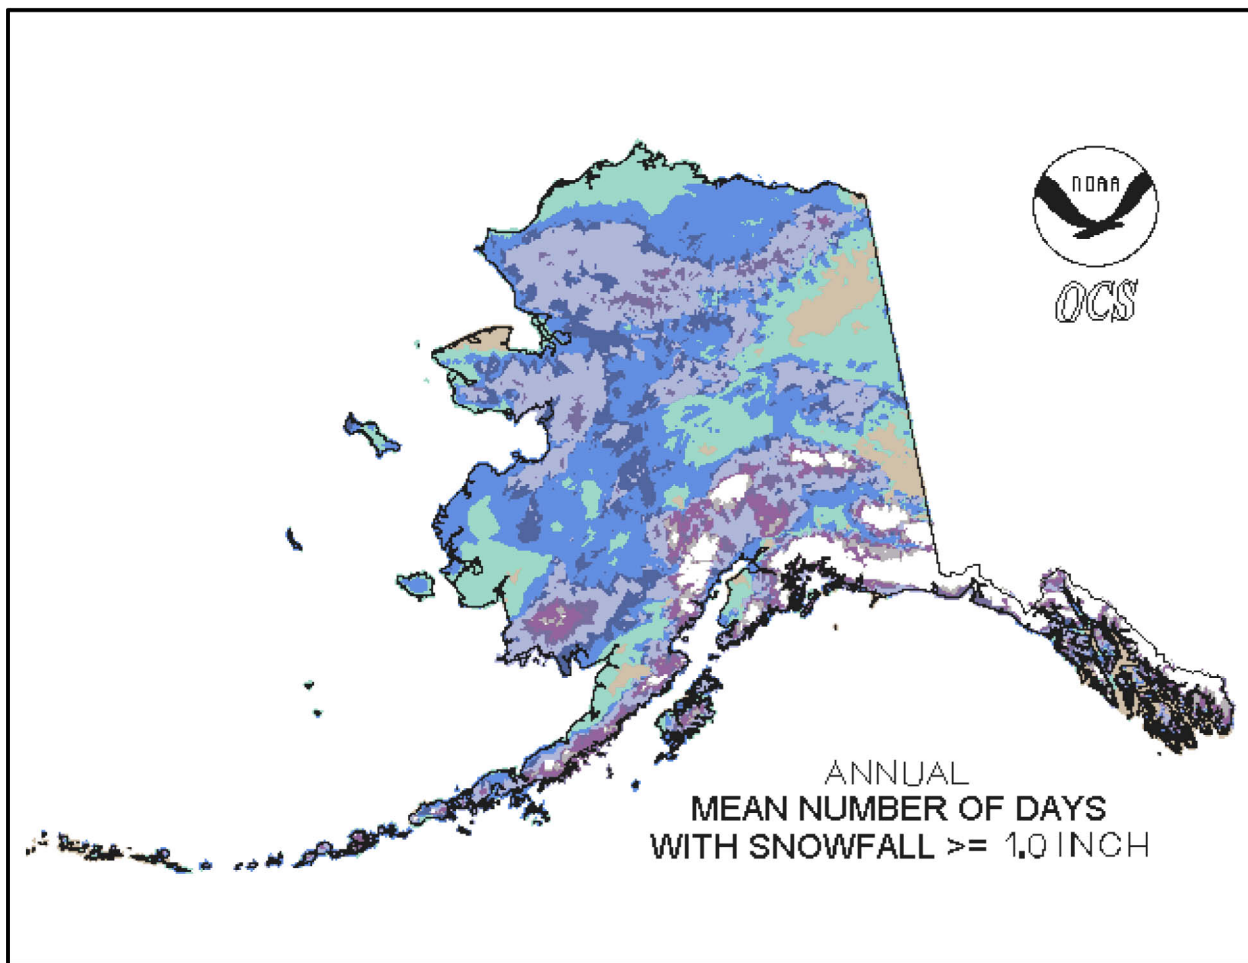 NOAA
OCS
ANNUAL
MEAN NUMBER OF DAYS
WITH SNOWFALL >= 1.0 INCH